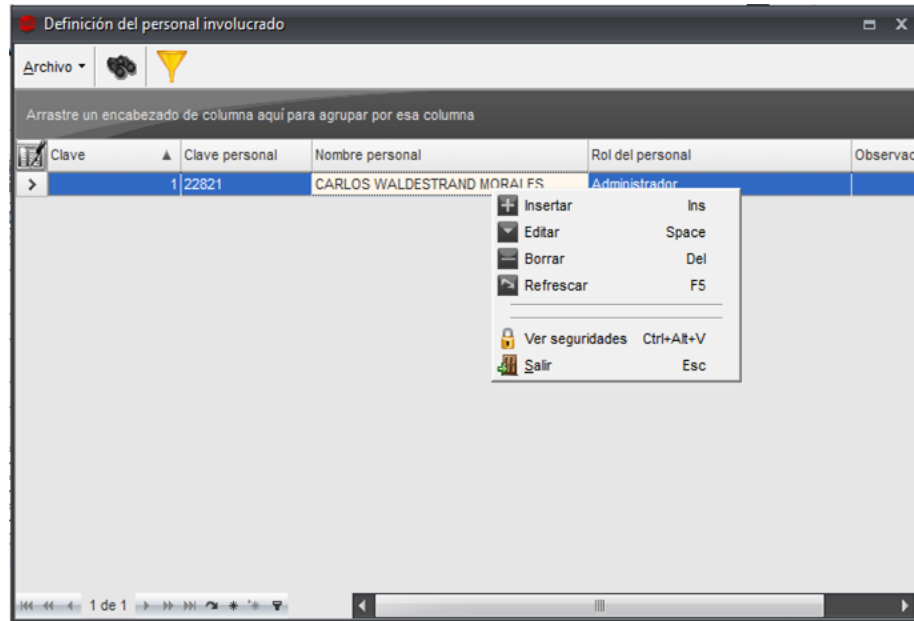 Definición del personal involucrado
Archivo
Arrastre un encabezado de columna aquí para agrupar por esa columna
Clave Clave personal Nombre personal Rol del personal Observac
1 22821 CARLOS WALDESTRAND MORALES Administrador
Insertar Ins
Editar Space
Borrar Del
Refrescar F5
Ver seguridades Ctrl+Alt+V
Salir Esc
1 de 1